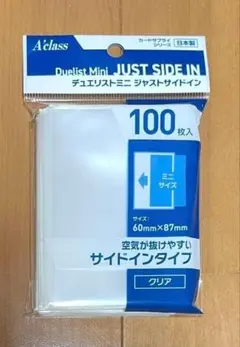 A'class
カードサプライ
シリーズ
日本製
Duelist Mini JUST SIDE IN
デュエリストミニ ジャストサイドイン
100枚入
ミニ
サイズ
サイズ:
60mm×87mm
空気が抜けやすい
サイドインタイプ
クリア